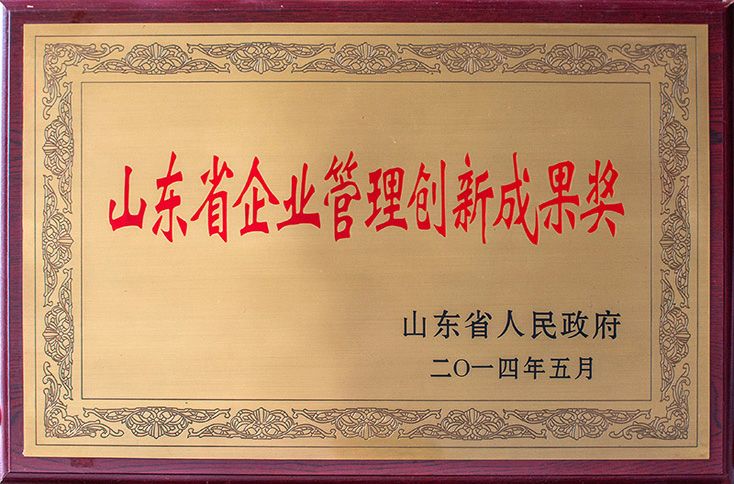 山东省企业管理创新成果奖
山东省人民政府
二〇一四年五月